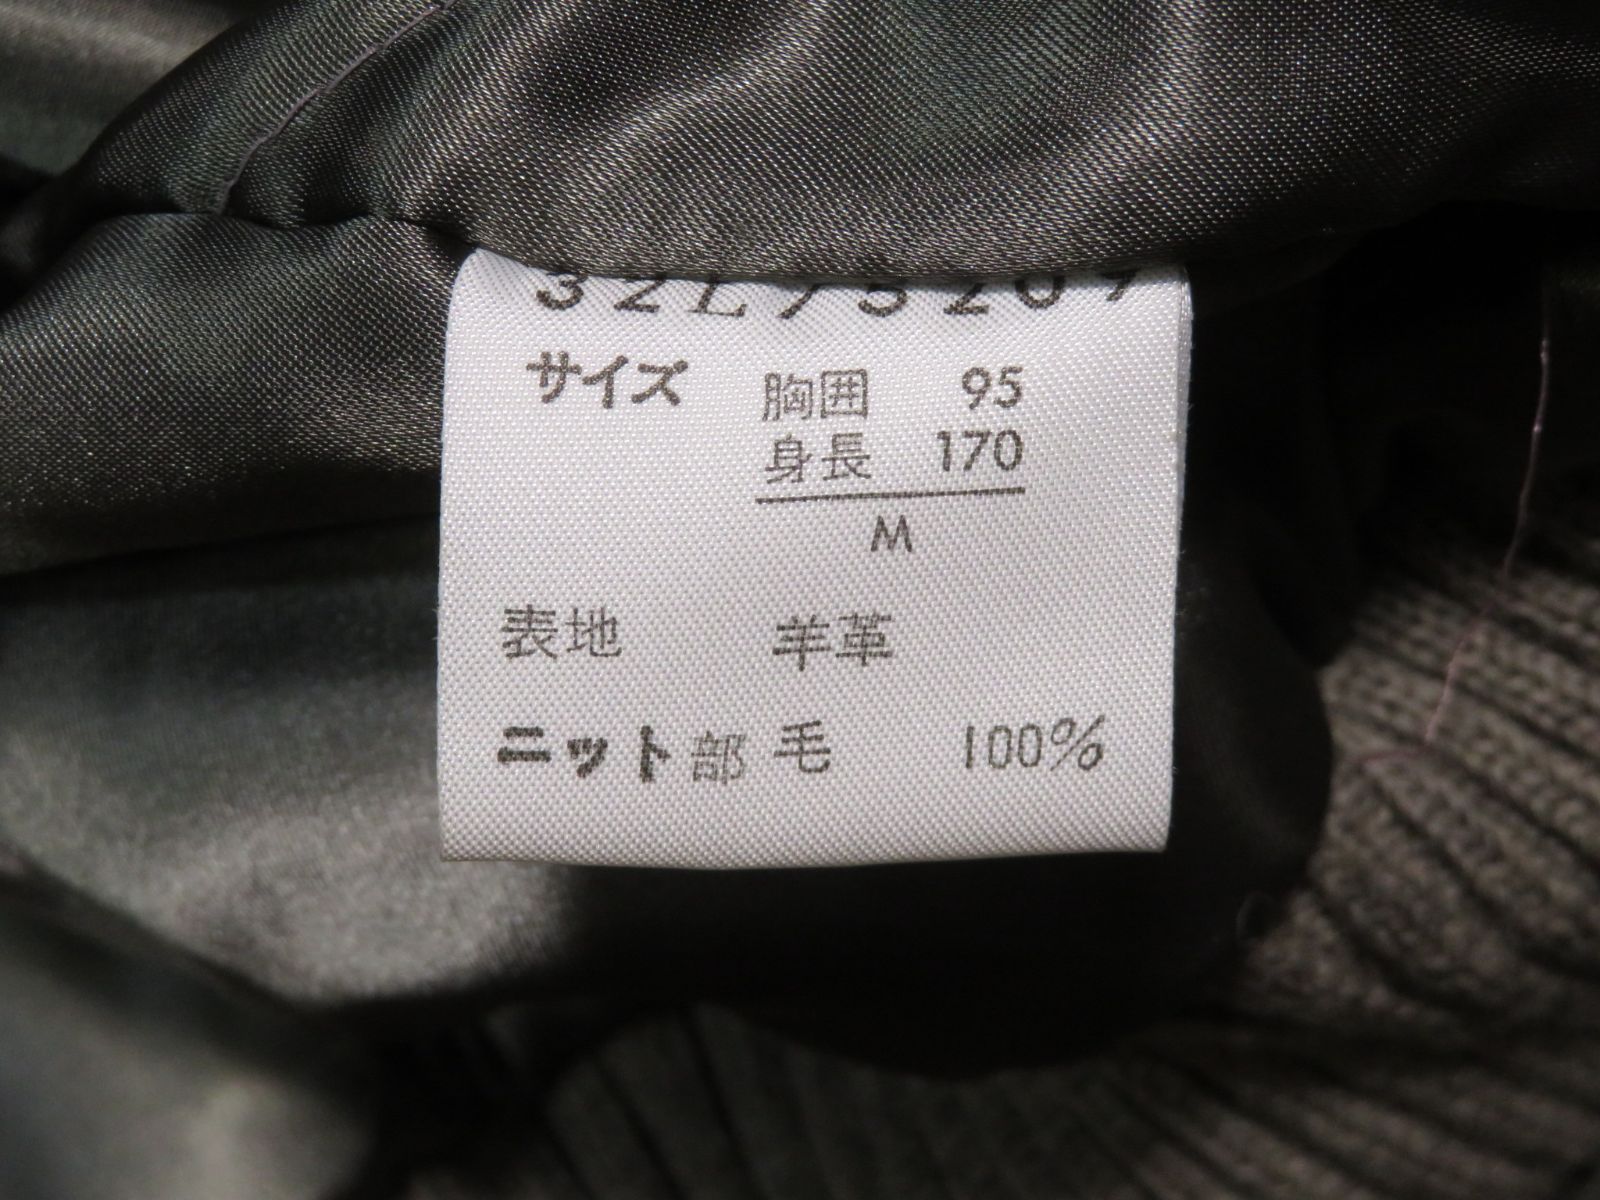 サイズ 胸囲 95
身長 170
M
表地 羊革
ニット部 毛 100%